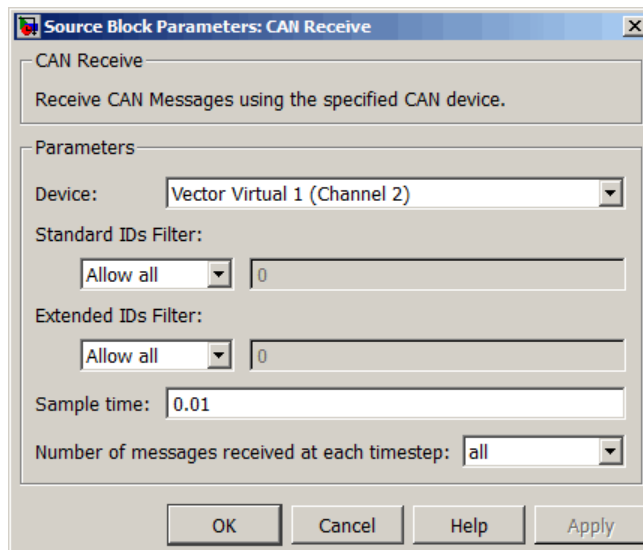 Source Block Parameters: CAN Receive
CAN Receive
Receive CAN Messages using the specified CAN device.
Parameters
Device: Vector Virtual 1 (Channel 2)
Standard IDs Filter:
Allow all 0
Extended IDs Filter:
Allow all 0
Sample time: 0.01
Number of messages received at each timestep: all
OK Cancel Help Apply